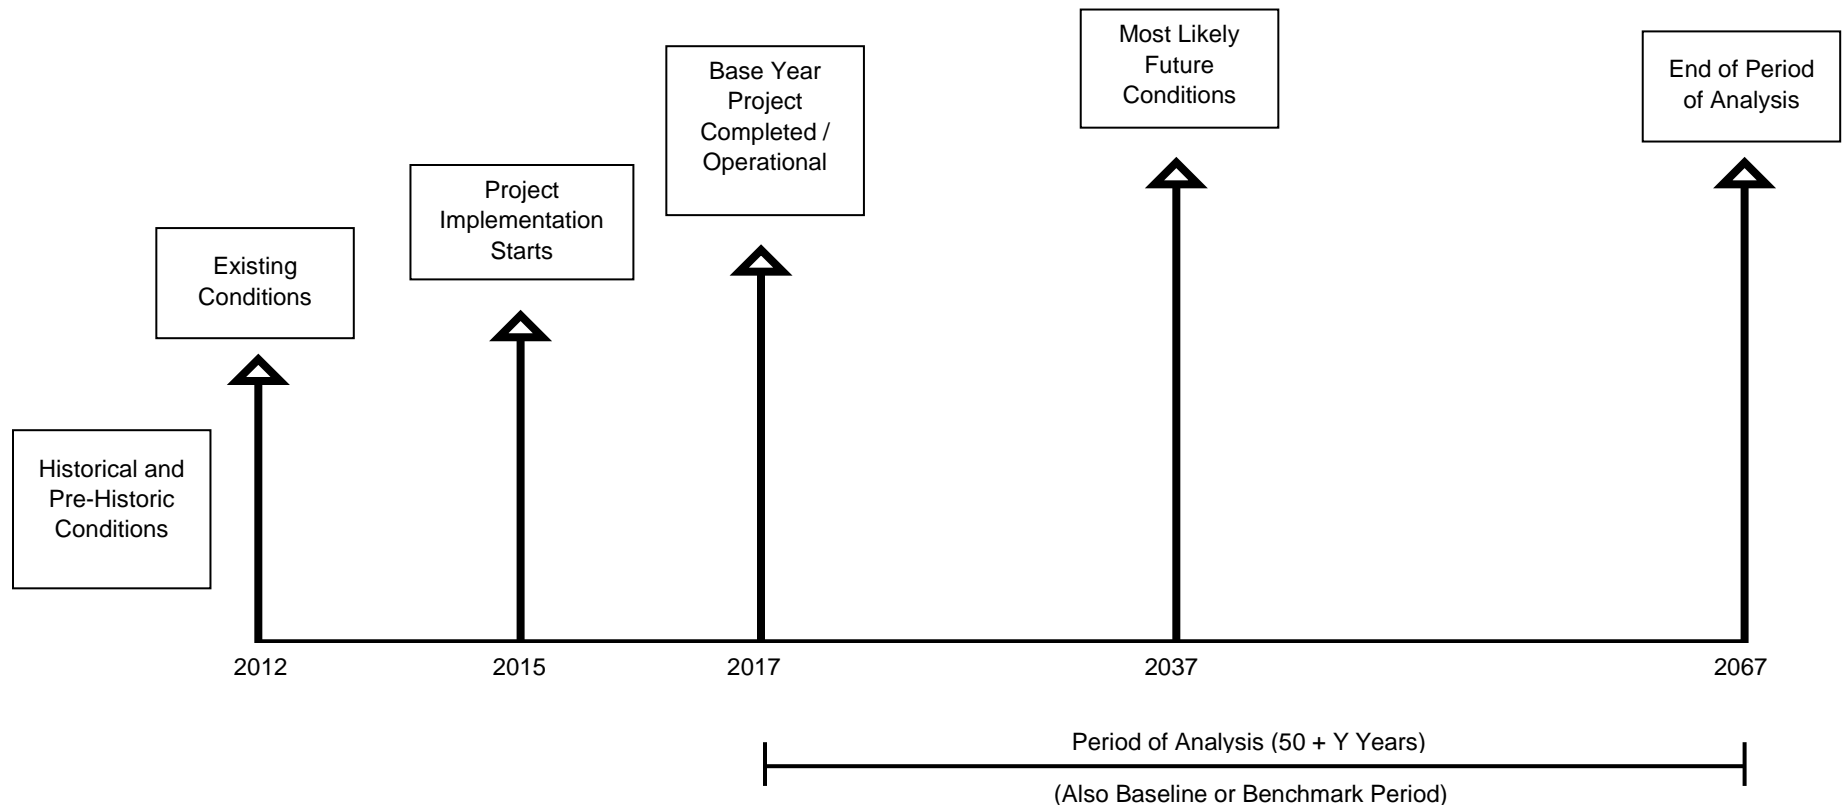 Most Likely
Future
Conditions
End of Period
of Analysis
Base Year
Project
Completed /
Operational
Project
Implementation
Starts
Existing
Conditions
Historical and
Pre-Historic
Conditions
2012
2015
2017
2037
2067
Period of Analysis (50 + Y Years)
(Also Baseline or Benchmark Period)